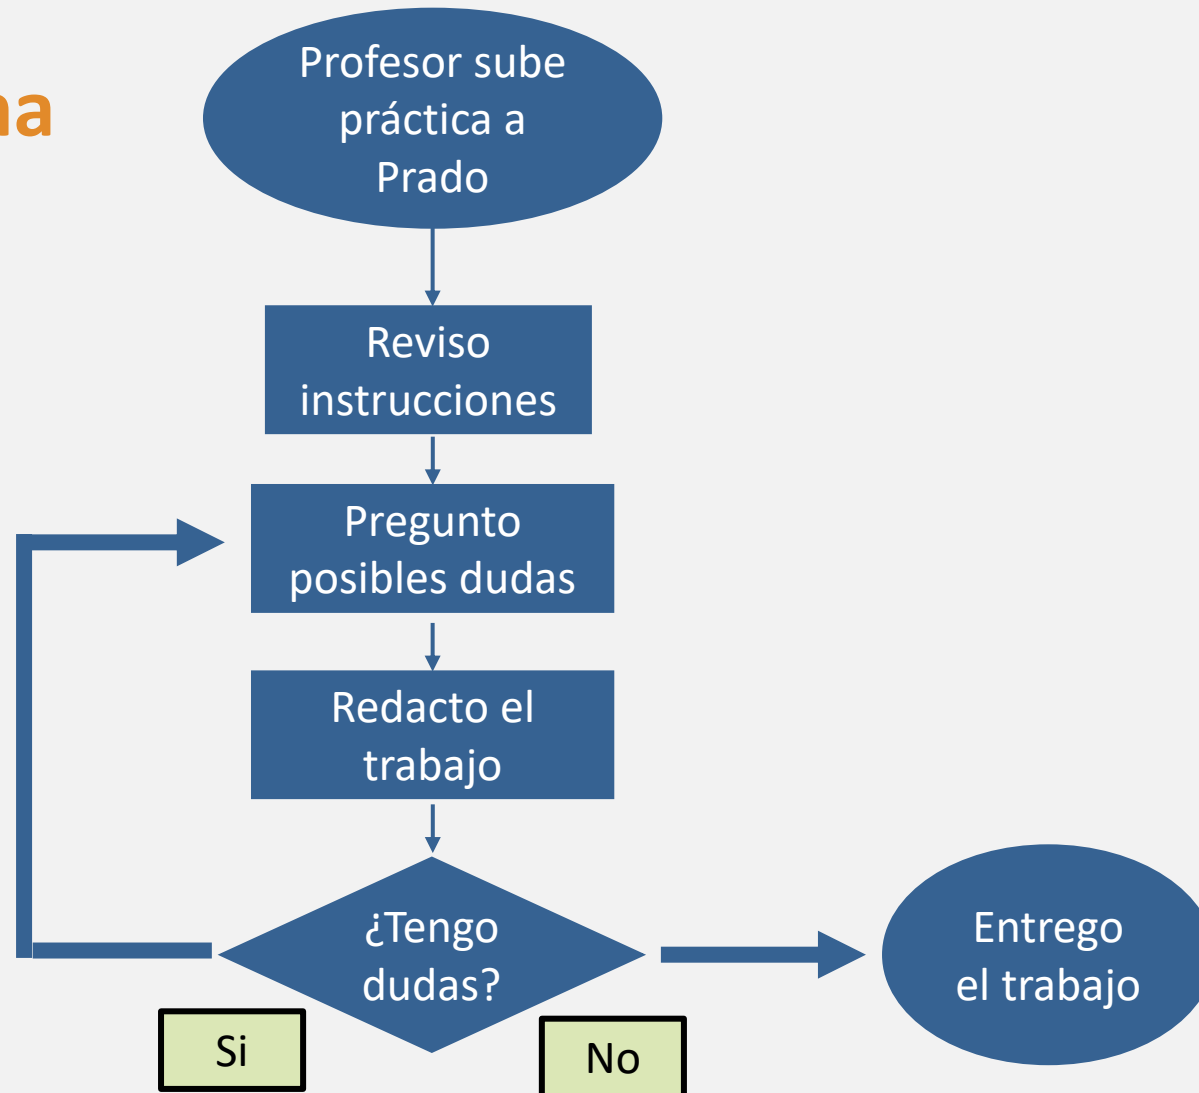 Profesor sube
práctica a
Prado
Reviso
instrucciones
Pregunto
posibles dudas
Redacto el
trabajo
¿Tengo
dudas?
Entrego
el trabajo
Si
No